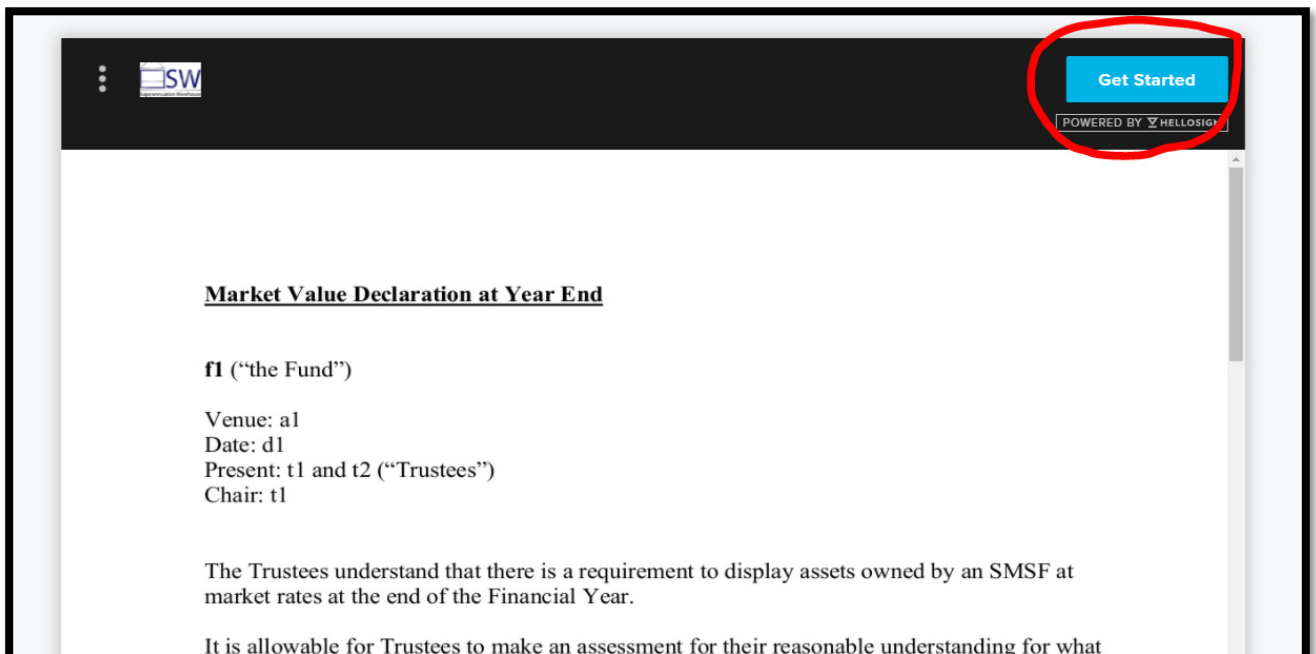 SW
Superannuation Warehouse
Get Started
POWERED BY HELLOSIGN
Market Value Declaration at Year End
f1 (“the Fund”)
Venue: a1
Date: d1
Present: t1 and t2 (“Trustees”)
Chair: t1
The Trustees understand that there is a requirement to display assets owned by an SMSF at
market rates at the end of the Financial Year.
It is allowable for Trustees to make an assessment for their reasonable understanding for what